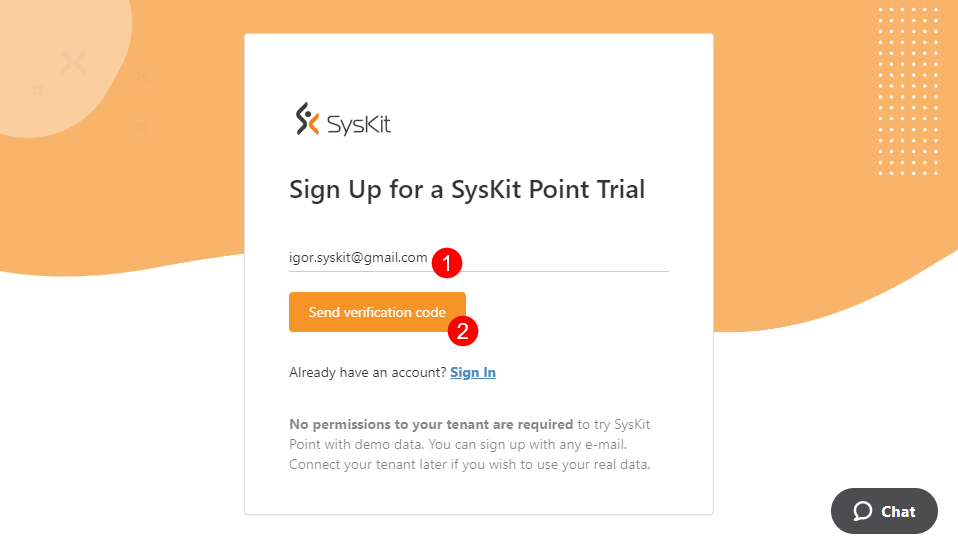 SysKit
Sign Up for a SysKit Point Trial
igor.syskit@gmail.com 1
Send verification code
2
Already have an account? Sign In
No permissions to your tenant are required to try SysKit
Point with demo data. You can sign up with any e-mail.
Connect your tenant later if you wish to use your real data.
Chat